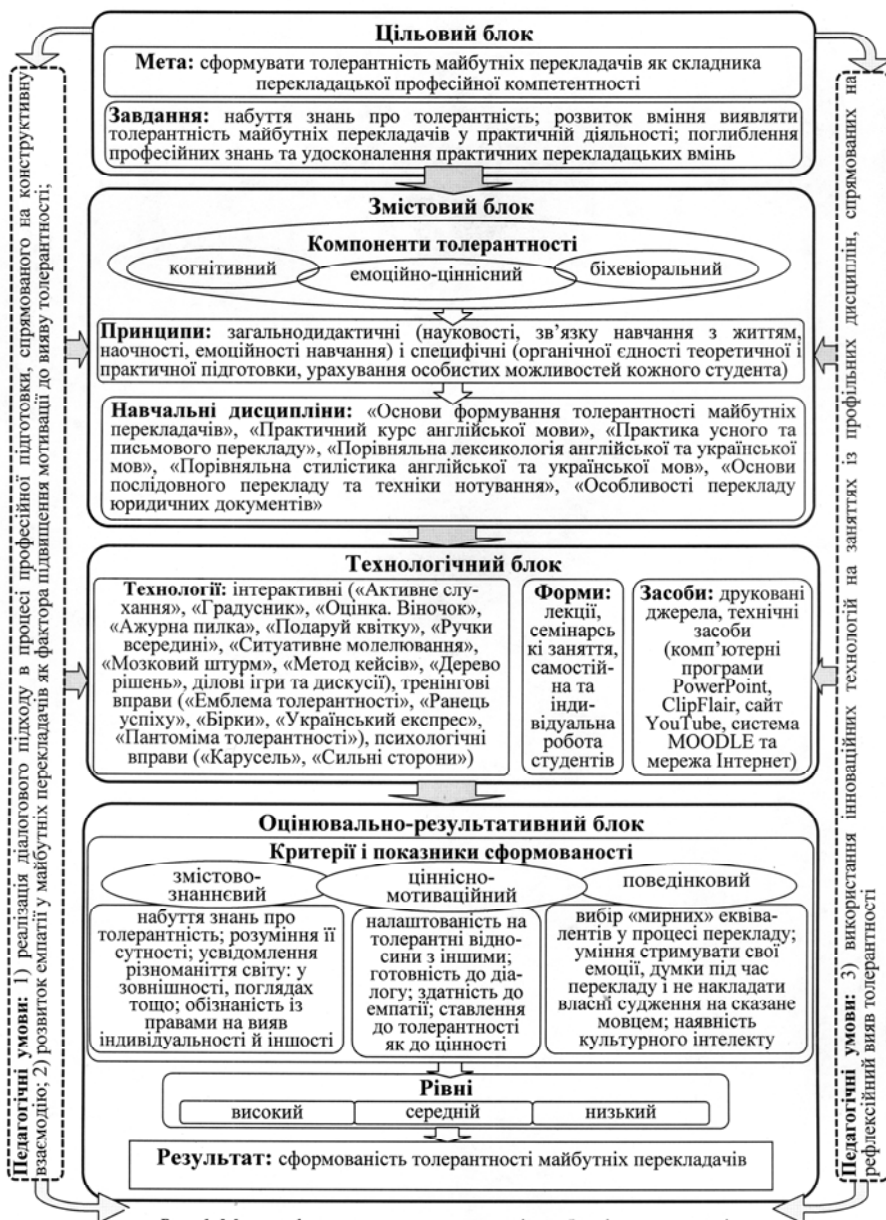 Цільовий блок
Мета: сформувати толерантність майбутніх перекладачів як складника
перекладацької професійної компетентності
Завдання: набуття знань про толерантність; розвиток вміння виявляти
толерантність майбутніх перекладачів у практичній діяльності; поглиблення
професійних знань та удосконалення практичних перекладацьких вмінь
Змістовий блок
Компоненти толерантності
когнітивний
емоційно-ціннісний
біхевіоральний
Принципи: загальнодидактичні (науковості, зв’язку навчання з життям,
наочності, емоційності навчання) і специфічні (органічної єдності теоретичної і
практичної підготовки, урахування особистих можливостей кожного студента)
Навчальні дисципліни: «Основи формування толерантності майбутніх
перекладачів», «Практичний курс англійської мови», «Практика усного та
письмового перекладу», «Порівняльна лексикологія англійської та української
мов», «Порівняльна стилістика англійської та української мов», «Основи
послідовного перекладу та техніки нотування», «Особливості перекладу
юридичних документів»
Технологічний блок
Технології: інтерактивні («Активне слу-
хання», «Градусник», «Оцінка. Віночок»,
«Ажурна пилка», «Подаруй квітку», «Ручки
всередині», «Ситуативне молелювання»,
«Мозковий штурм», «Метод кейсів», «Дерево
рішень», ділові ігри та дискусії), тренінгові
вправи («Емблема толерантності», «Ранець
успіху», «Бірки», «Український експрес»,
«Пантоміма толерантності»), психологічні
вправи («Карусель», «Сильні сторони»)
Форми:
лекції,
семінарсь
кі заняття,
самостій-
на та
інди-
відуальна
робота
студентів
Засоби: друковані
джерела, технічні
засоби
(комп’ютерні
програми
PowerPoint,
ClipFlair, сайт
YouTube, система
MOODLE та
мережа Інтернет)
Оцінювально-результативний блок
Критерії і показники сформованості
змістово-
знаннєвий
ціннісно-
мотиваційний
поведінковий
набуття знань про
толерантність; розуміння її
сутності; усвідомлення
різноманіття світу: у
зовнішності, поглядах
тощо; обізнаність із
правами на вияв
індивідуальності й іншості
налаштованість на
толерантні відно-
сини з іншими;
готовність до діа-
логу; здатність до
емпатії; ставлення
до толерантності
як до цінності
вибір «мирних» еквіва-
лентів у процесі перекладу;
уміння стримувати свої
емоції, думки під час
перекладу і не накладати
власні судження на сказане
мовцем; наявність
культурного інтелекту
Рівні
високий
середній
низький
Результат: сформованість толерантності майбутніх перекладачів
Педагогічні умови: 1) реалізація діалогового підходу в процесі професійної підготовки, спрямованого на конструктивну
взаємодію; 2) розвиток емпатії у майбутніх перекладачів як фактора підвищення мотивації до вияву толерантності;
Педагогічні умови: 3) використання інноваційних технологій на заняттях із профільних дисциплін, спрямованих на
рефлексійний вияв толерантності